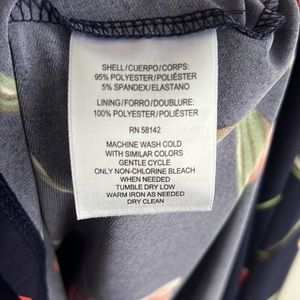 SHELL/CUERPO/CORPS:
95% POLYESTER/POLIÉSTER
5% SPANDEX/ELASTANO
LINING/FORRO/DOUBLURE:
100% POLYESTER/POLIÉSTER
RN 58142
MACHINE WASH COLD
WITH SIMILAR COLORS
GENTLE CYCLE
ONLY NON-CHLORINE BLEACH
WHEN NEEDED
TUMBLE DRY LOW
WARM IRON AS NEEDED
DRY CLEAN